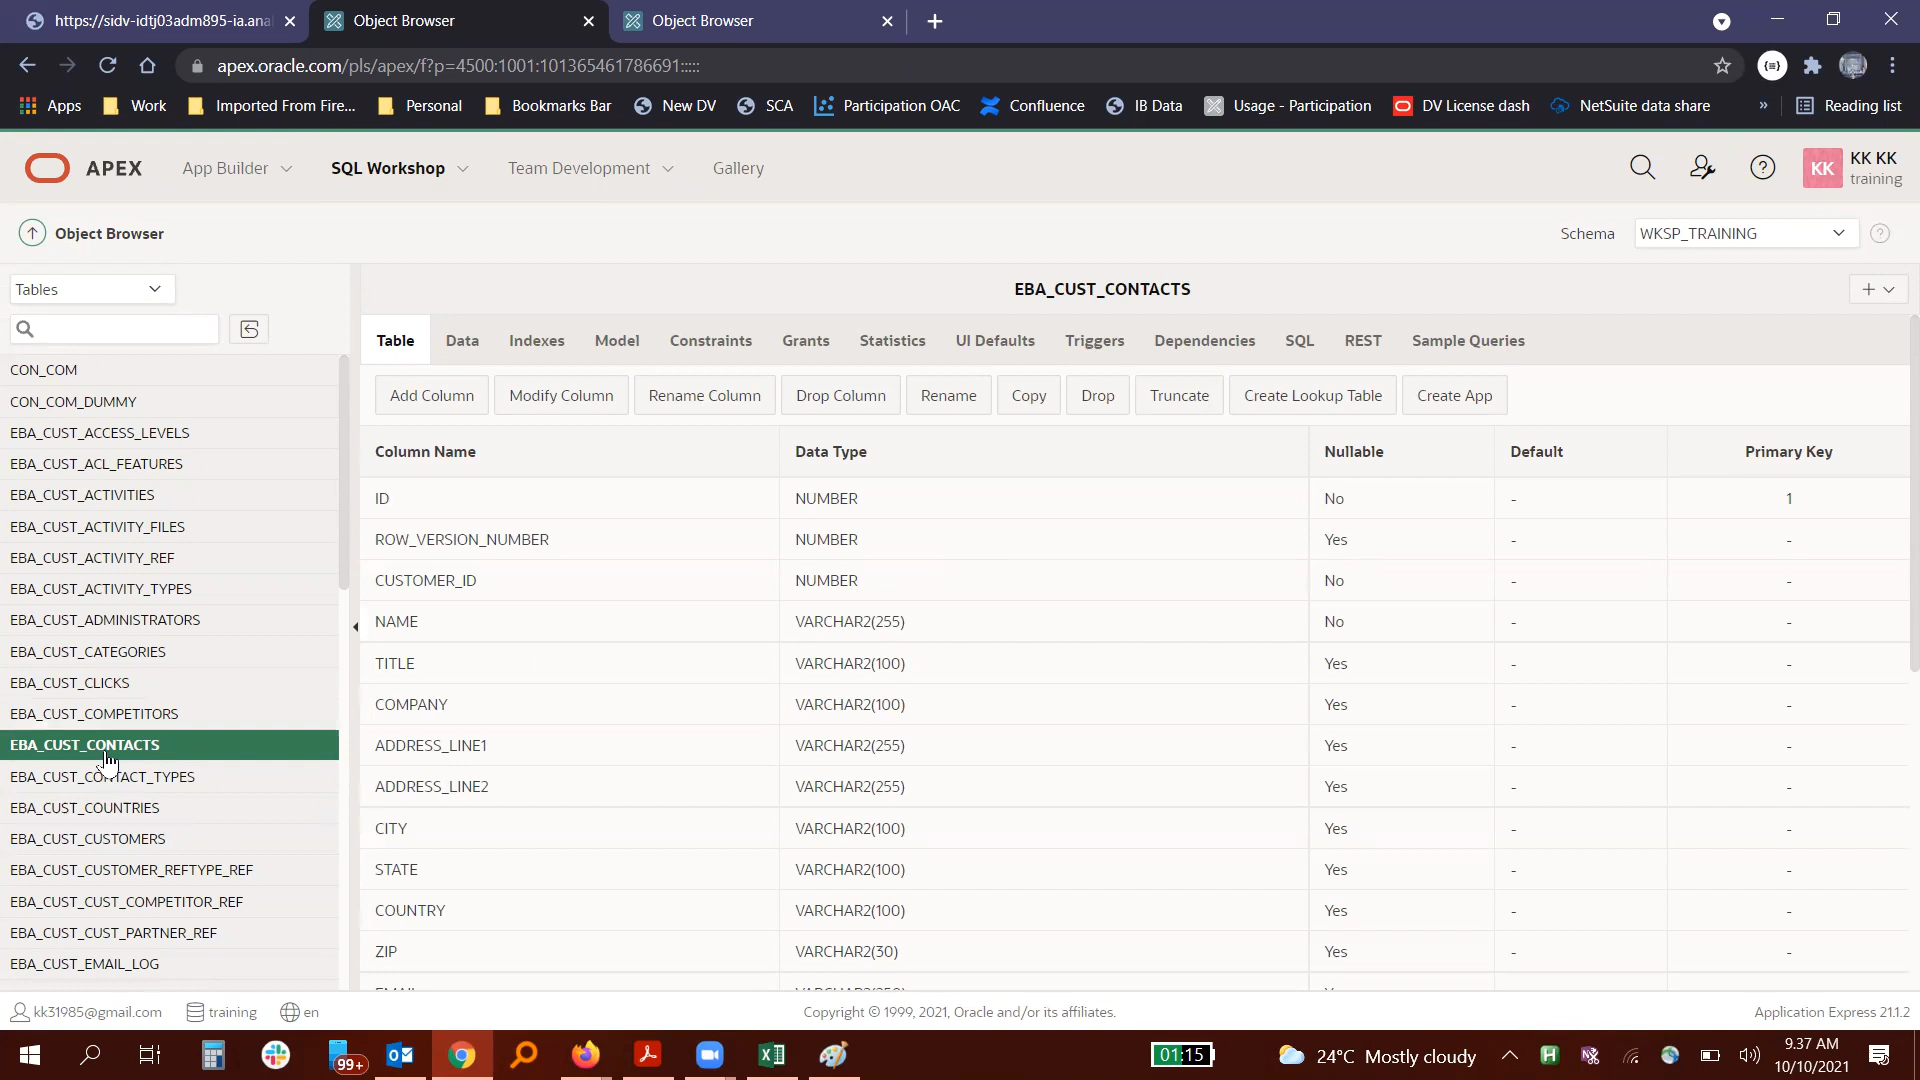 https://sidv-idtj03adm895-ia.ana
Object Browser
Object Browser
apex.oracle.com/pls/apex/f?p=4500:1001:101365461786691:::::
Apps
Work
Imported From Fire...
Personal
Bookmarks Bar
New DV
SCA
Participation OAC
Confluence
IB Data
Usage - Participation
DV License dash
NetSuite data share
»
Reading list
APEX
App Builder
SQL Workshop
Team Development
Gallery
KK
KK KK
training
Object Browser
Schema
WKSP_TRAINING
Tables
EBA_CUST_CONTACTS
CON_COM
CON_COM_DUMMY
EBA_CUST_ACCESS_LEVELS
EBA_CUST_ACL_FEATURES
EBA_CUST_ACTIVITIES
EBA_CUST_ACTIVITY_FILES
EBA_CUST_ACTIVITY_REF
EBA_CUST_ACTIVITY_TYPES
EBA_CUST_ADMINISTRATORS
EBA_CUST_CATEGORIES
EBA_CUST_CLICKS
EBA_CUST_COMPETITORS
EBA_CUST_CONTACTS
EBA_CUST_CONTACT_TYPES
EBA_CUST_COUNTRIES
EBA_CUST_CUSTOMERS
EBA_CUST_CUSTOMER_REFTYPE_REF
EBA_CUST_CUST_COMPETITOR_REF
EBA_CUST_CUST_PARTNER_REF
EBA_CUST_EMAIL_LOG
Table Data Indexes Model Constraints Grants Statistics UI Defaults Triggers Dependencies SQL REST Sample Queries
Add Column Modify Column Rename Column Drop Column Rename Copy Drop Truncate Create Lookup Table Create App
Column Name Data Type Nullable Default Primary Key
ID NUMBER No - 1
ROW_VERSION_NUMBER NUMBER Yes - -
CUSTOMER_ID NUMBER No - -
NAME VARCHAR2(255) No - -
TITLE VARCHAR2(100) Yes - -
COMPANY VARCHAR2(100) Yes - -
ADDRESS_LINE1 VARCHAR2(255) Yes - -
ADDRESS_LINE2 VARCHAR2(255) Yes - -
CITY VARCHAR2(100) Yes - -
STATE VARCHAR2(100) Yes - -
COUNTRY VARCHAR2(100) Yes - -
ZIP VARCHAR2(30) Yes - -
kk31985@gmail.com
training
en
Copyright © 1999, 2021, Oracle and/or its affiliates.
Application Express 21.1.2
99+
01:15
24°C Mostly cloudy
9.37 AM
10/10/2021